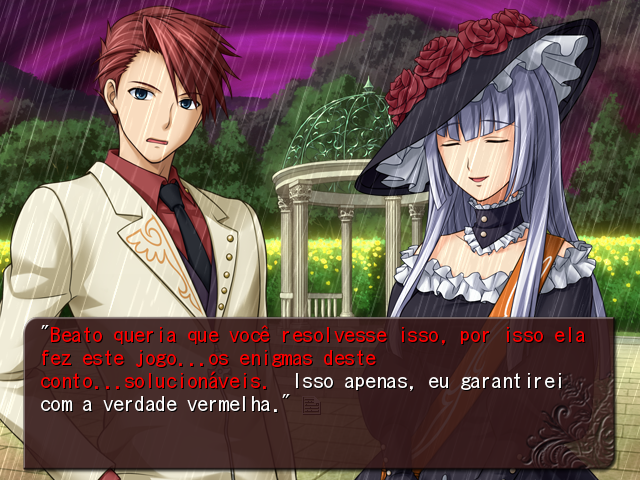 "Beato queria que você resolvesse isso, por isso ela
fez este jogo...os enigmas deste
conto...solucionáveis.  Isso apenas, eu garantirei
com a verdade vermelha."